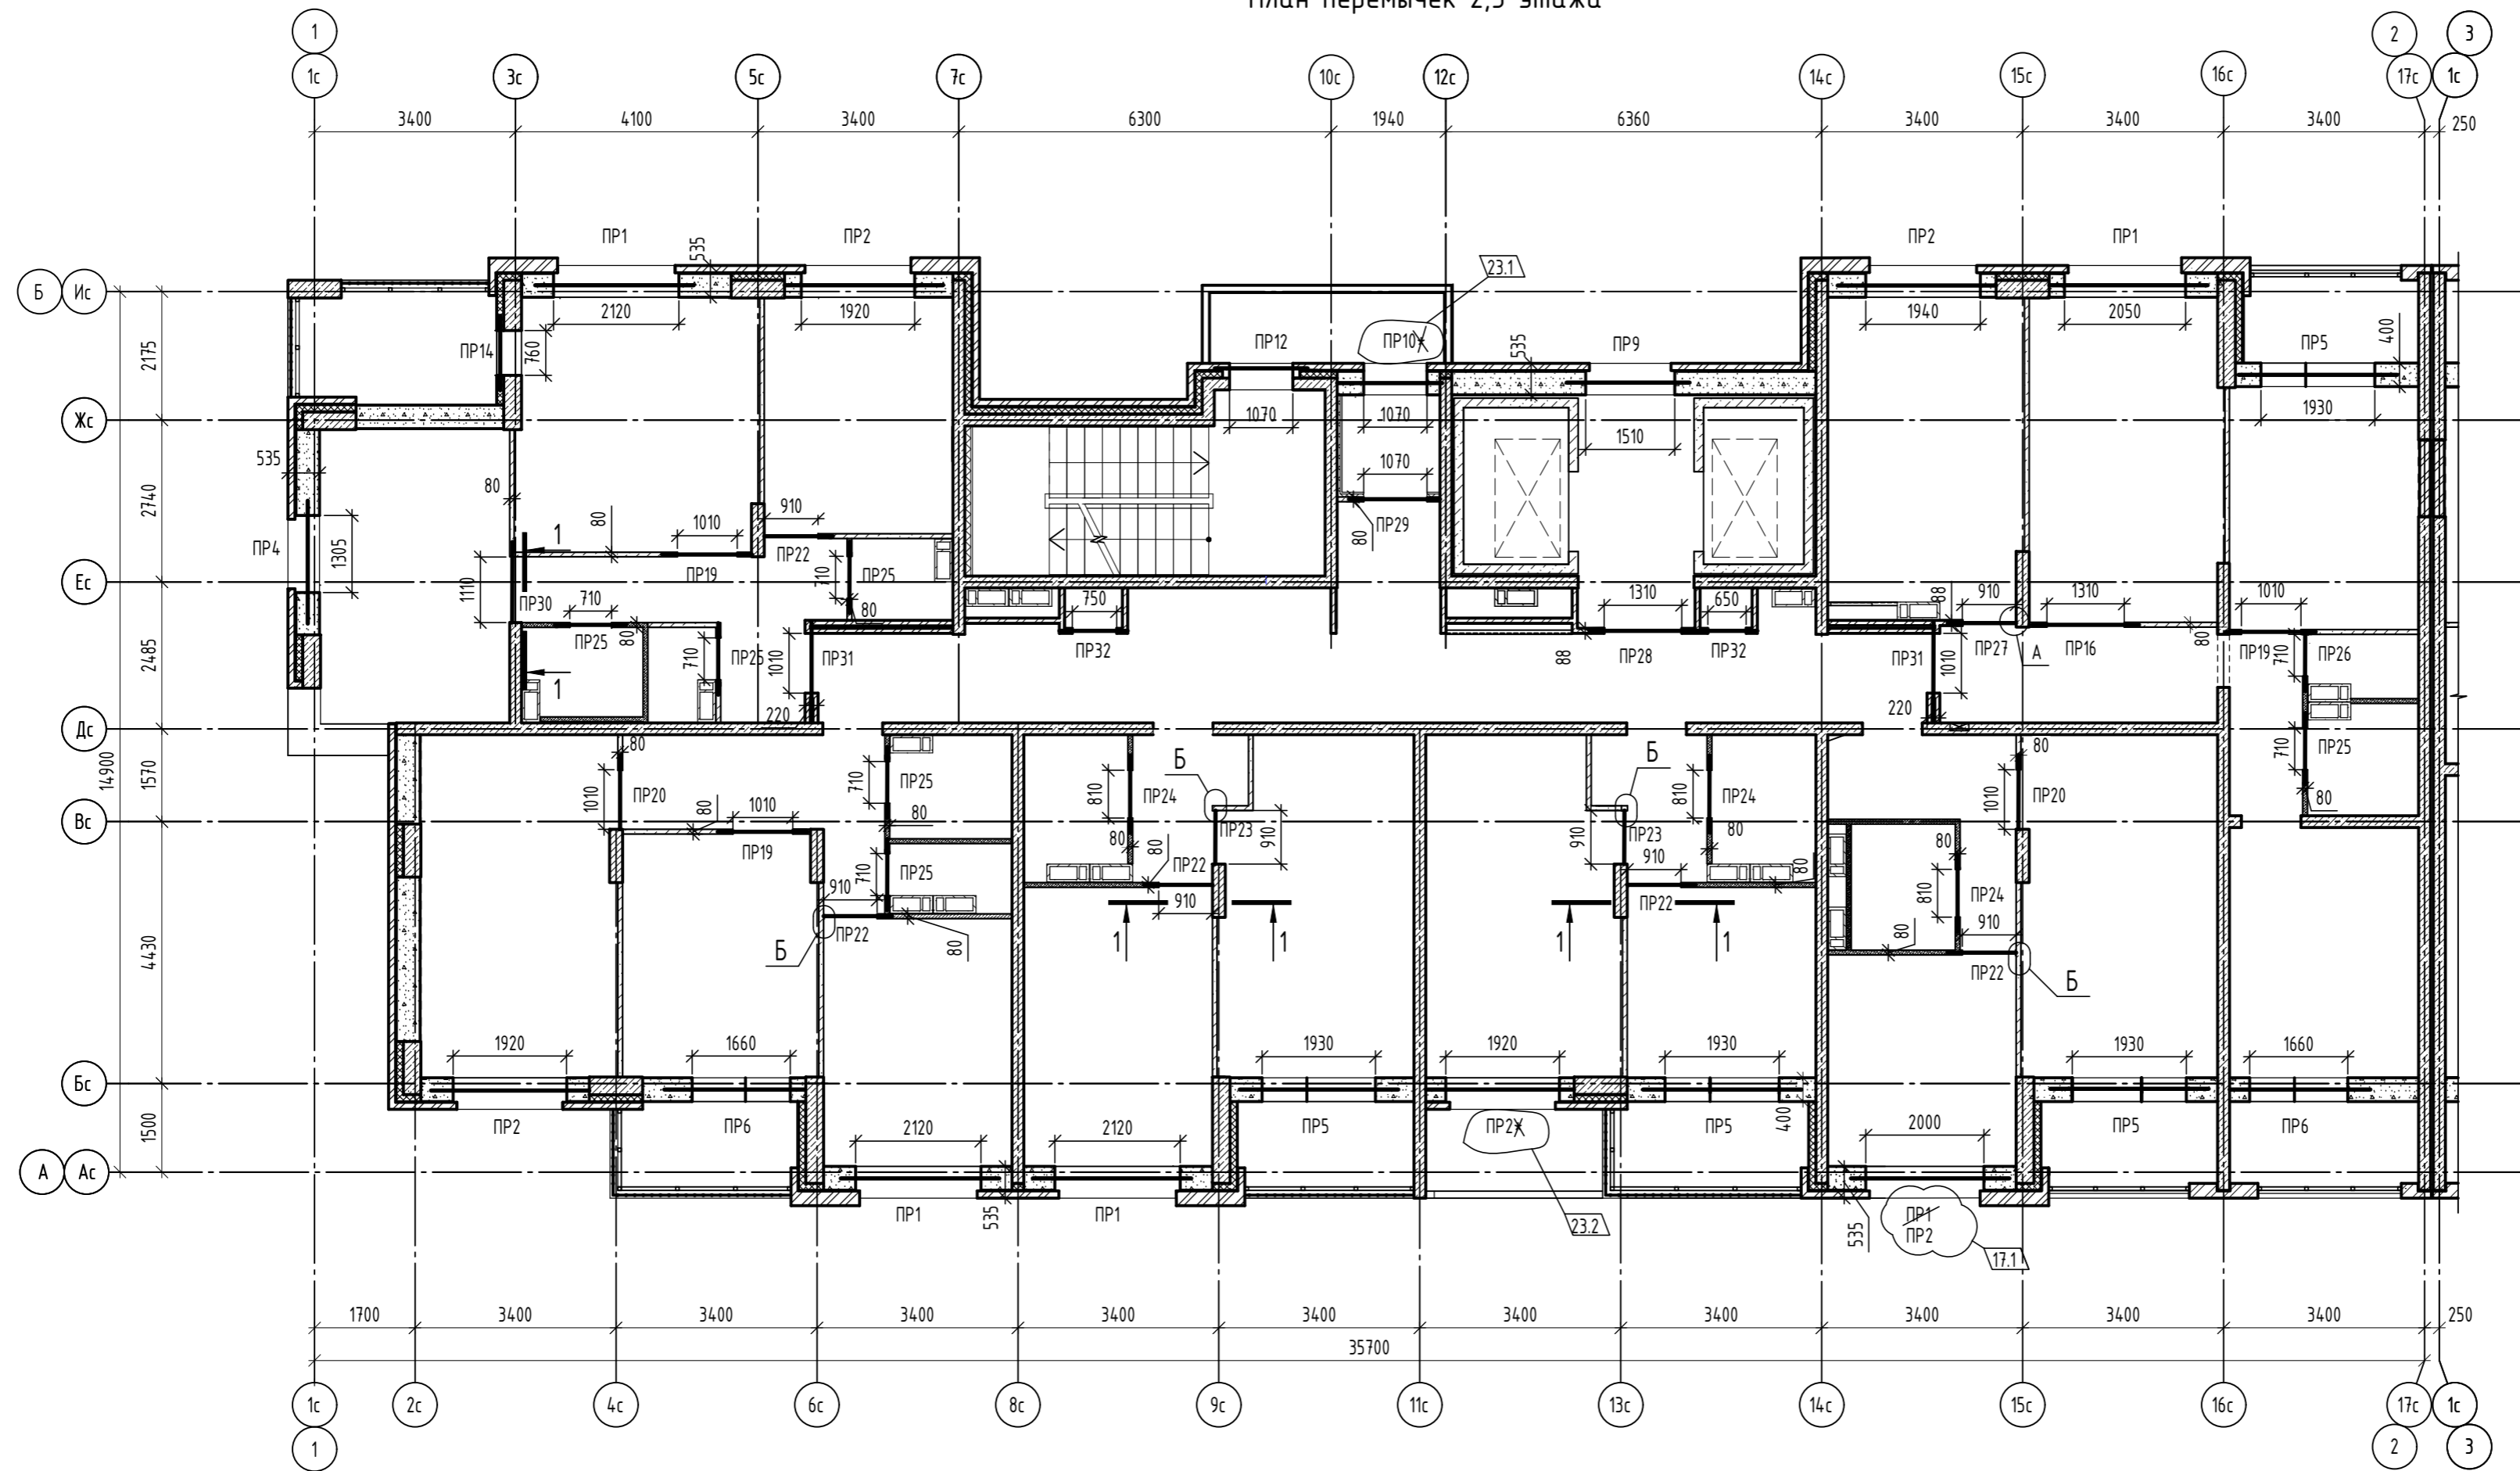 План перемычек 2,3 этажа
1 2 3
1с 3с 5с 7с 10с 12с 14с 15с 16с 17с 1с
3400 4100 3400 6300 1940 6360 3400 3400 3400 250
ПР1 535 ПР2 ПР2 ПР1
23.1
Б Ис
2120 1920 1940 2050
ПР14 760 ПР12 ПР10 535 ПР9 ПР5 400
2175
Жс
1070 1070 1510 1930
535 80 1070
2740 1010 910 80 ПР29
ПР4 1305 1 80 ПР22
Ес
1110 ПР19 710 ПР25
ПР30 710 80 750 1310 650 88 910 1310 1010
ПР25 80 710 ПР25 1010 ПР31 ПР32 88 ПР28 ПР32 ПР31 1010 ПР27 А ПР16 80 ПР19 710 ПР26
2485
1
220 220
Дс
14900 1570
80 Б Б 80 710 ПР25
1010 ПР20 80 1010 710 ПР25 810 ПР24 810 ПР24 1010 ПР20 80
Вс
80 ПР23 910 910 ПР23 80
ПР19 710 ПР25 80 80 ПР22 910 80 80 810 ПР24
910 910 ПР22 910
4430
Б ПР22 80 1 1 1 1 80 ПР22 Б
1920 1660 1930 1920 1930 1930 1660
Бс
1500
ПР2 ПР6 2120 2120 ПР5 ПР2 ПР5 400 2000 ПР5 ПР6
А Ас
ПР1 535 ПР1 23.2 535 ПР1
ПР2
17.1
1700 3400 3400 3400 3400 3400 3400 3400 3400 3400 3400 250
35700
1с 2с 4с 6с 8с 9с 11с 13с 14с 15с 16с 17с 1с
1 2 3